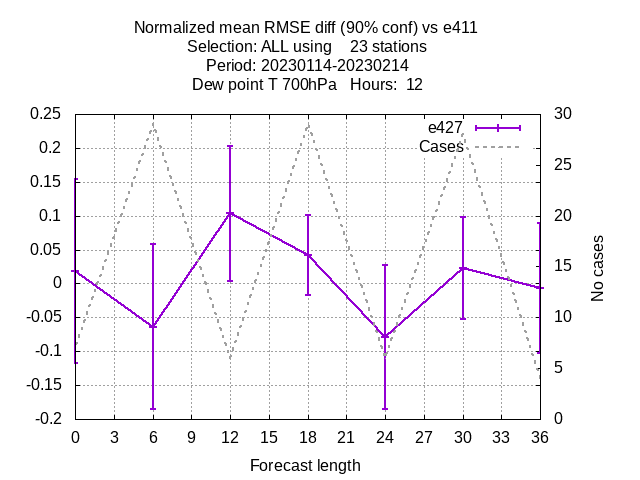 Normalized mean RMSE diff (90% conf) vs e411
Selection: ALL using    23 stations
Period: 20230114-20230214
Dew point T 700hPa   Hours:  12
0.25
0.2
0.15
0.1
0.05
0
-0.05
-0.1
-0.15
-0.2
30
25
20
15
10
5
0
e427
Cases
No cases
0 3 6 9 12 15 18 21 24 27 30 33 36
Forecast length